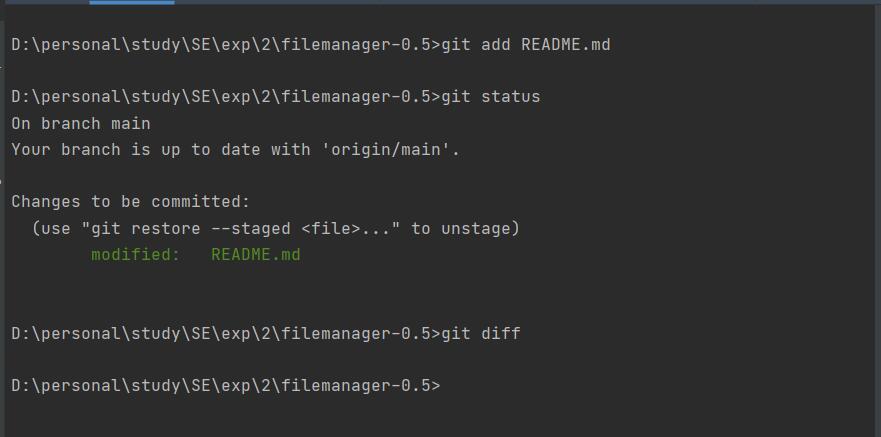 D:\personal\study\SE\exp\2\filemanager-0.5>git add README.md
D:\personal\study\SE\exp\2\filemanager-0.5>git status
On branch main
Your branch is up to date with 'origin/main'.
Changes to be committed:
  (use "git restore --staged <file>..." to unstage)
        modified:   README.md
D:\personal\study\SE\exp\2\filemanager-0.5>git diff
D:\personal\study\SE\exp\2\filemanager-0.5>